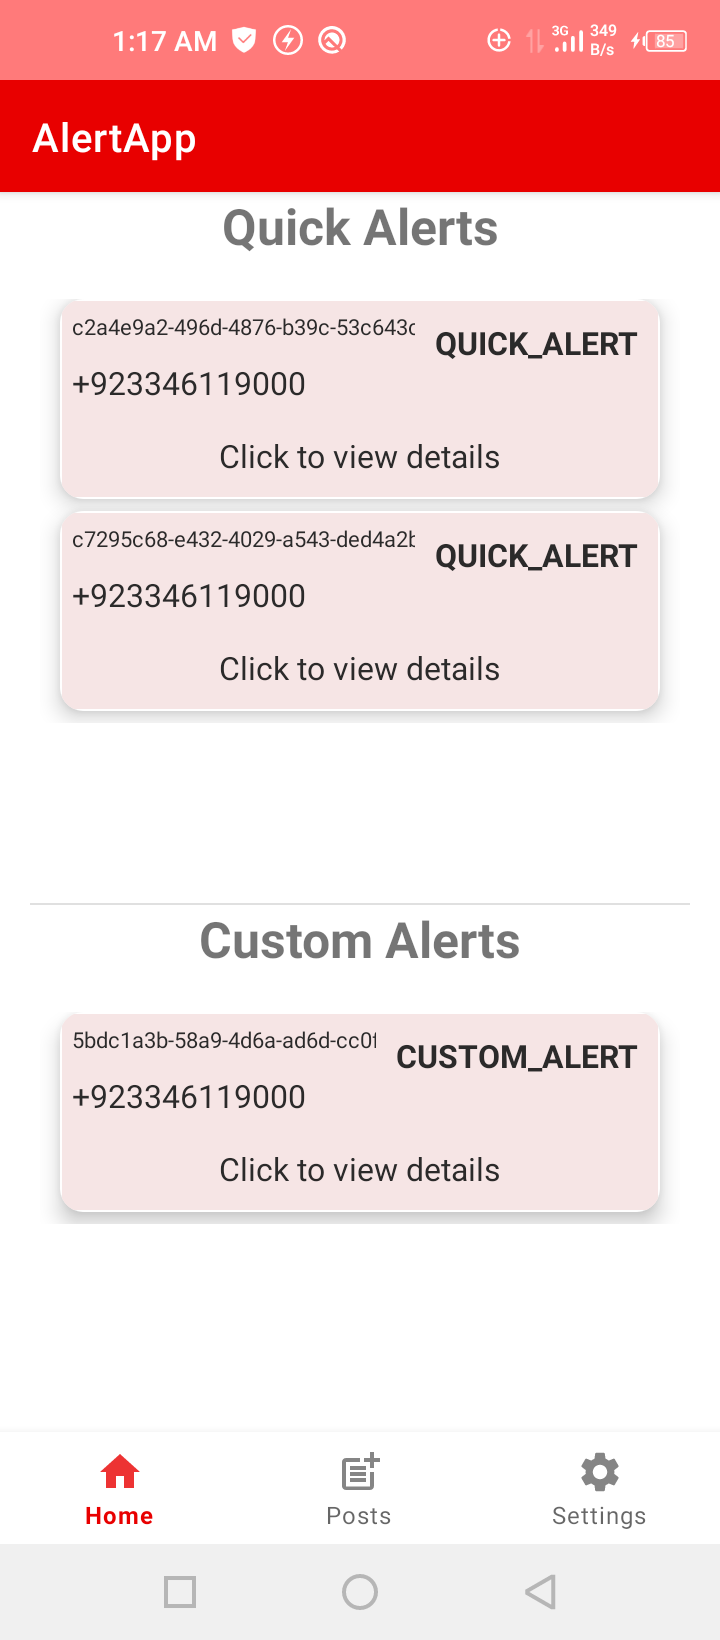 1:17 AM 3G 349 B/s 85
AlertApp
Quick Alerts
c2a4e9a2-496d-4876-b39c-53c643c
QUICK_ALERT
+923346119000
Click to view details
c7295c68-e432-4029-a543-ded4a2b
QUICK_ALERT
+923346119000
Click to view details
Custom Alerts
5bdc1a3b-58a9-4d6a-ad6d-cc0f
CUSTOM_ALERT
+923346119000
Click to view details
Home Posts Settings